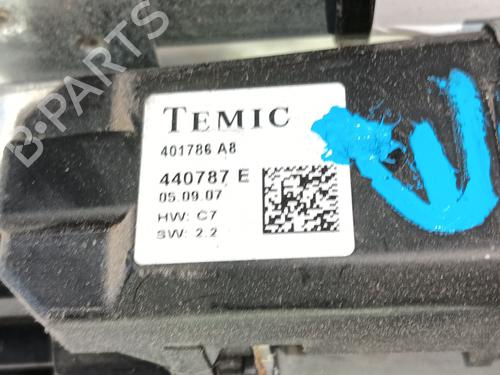 B-PARTS
TEMIC
401786 A8
440787 E
05.09.07
HW: C7
SW: 2.2